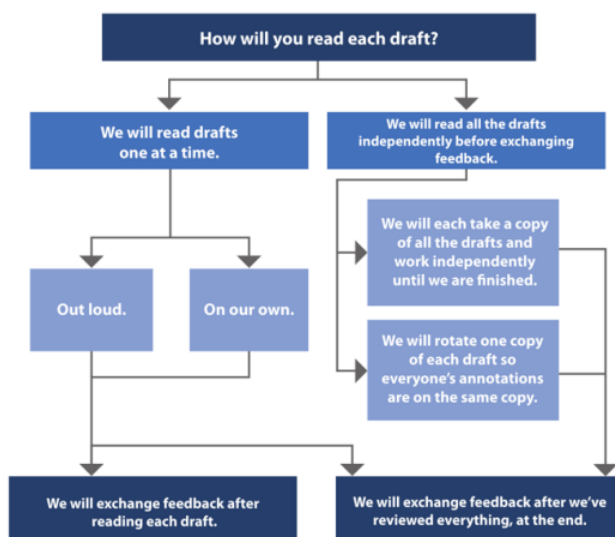 How will you read each draft?
We will read drafts
one at a time.
We will read all the drafts
independently before exchanging
feedback.
We will each take a copy
of all the drafts and
work independently
until we are finished.
Out loud.
On our own.
We will rotate one copy
of each draft so
everyone's annotations
are on the same copy.
We will exchange feedback after
reading each draft.
We will exchange feedback after we've
reviewed everything, at the end.